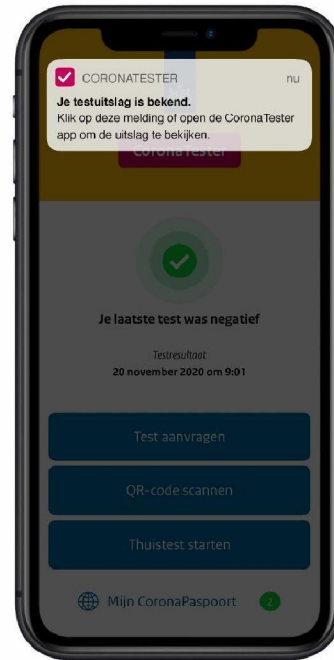 CORONATESTER nu
Je testuitslag is bekend.
Klik op deze melding of open de CoronaTester
app om de uitslag te bekijken.
CoronaTester
Je laatste test was negatief
Testresultaat
20 november 2020 om 9:01
Test aanvragen
QR-code scannen
Thuistest starten
Mijn CoronaPaspoort 2